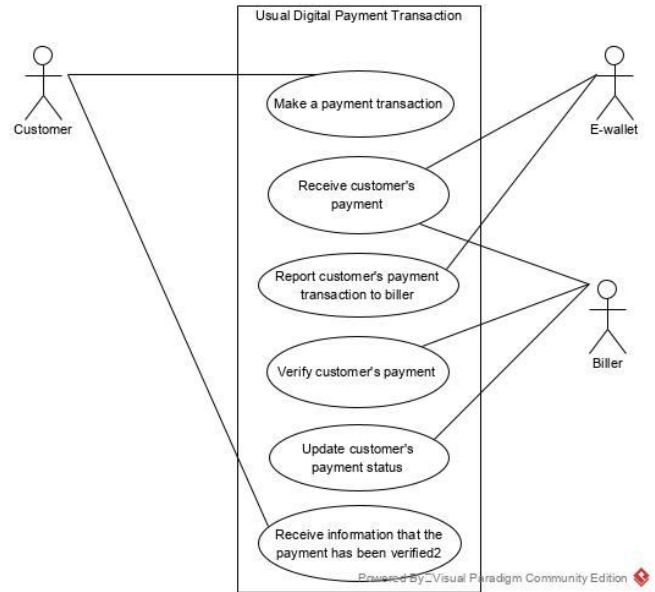 Usual Digital Payment Transaction
Customer
E-wallet
Make a payment transaction
Receive customer's
payment
Report customer's payment
transaction to biller
Biller
Verify customer's payment
Update customer's
payment status
Receive information that the
payment has been verified2
Powered By Visual Paradigm Community Edition